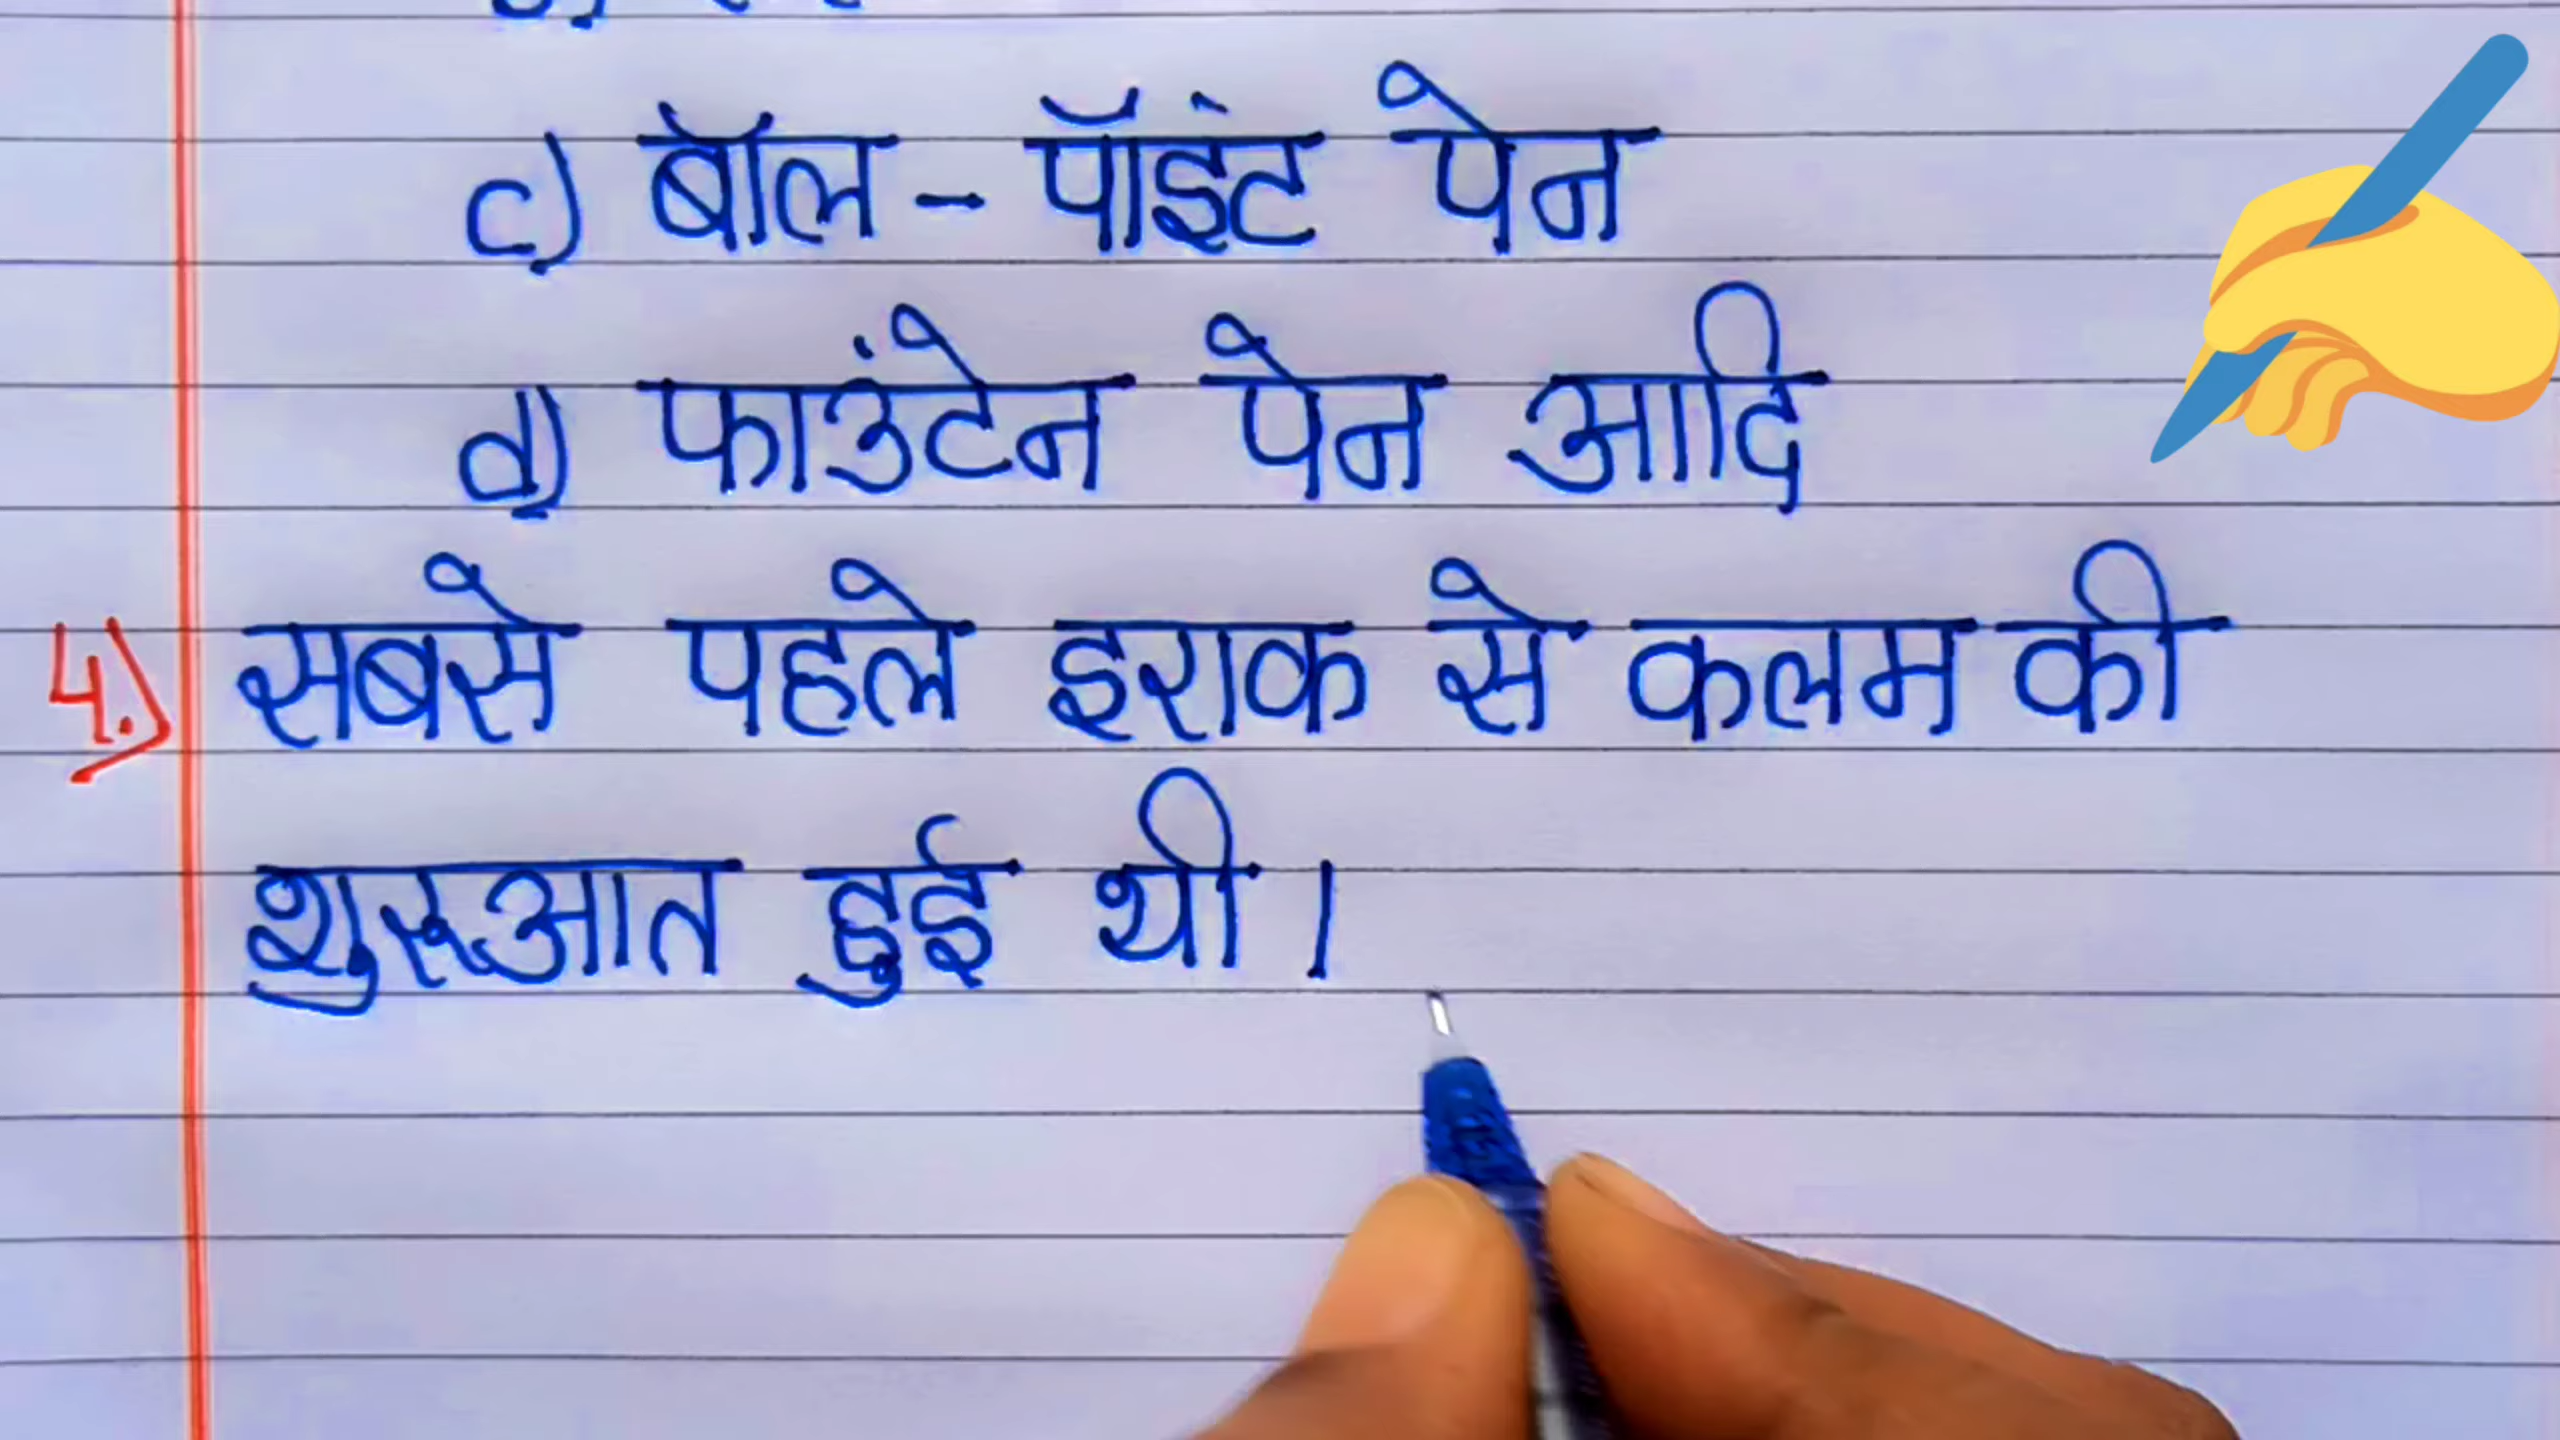 c) बॉल - पॉइंट पेन
d) फाउंटेन पेन आदि
4.) सबसे पहले इराक से कलम की
शुरूआत हुई थी।